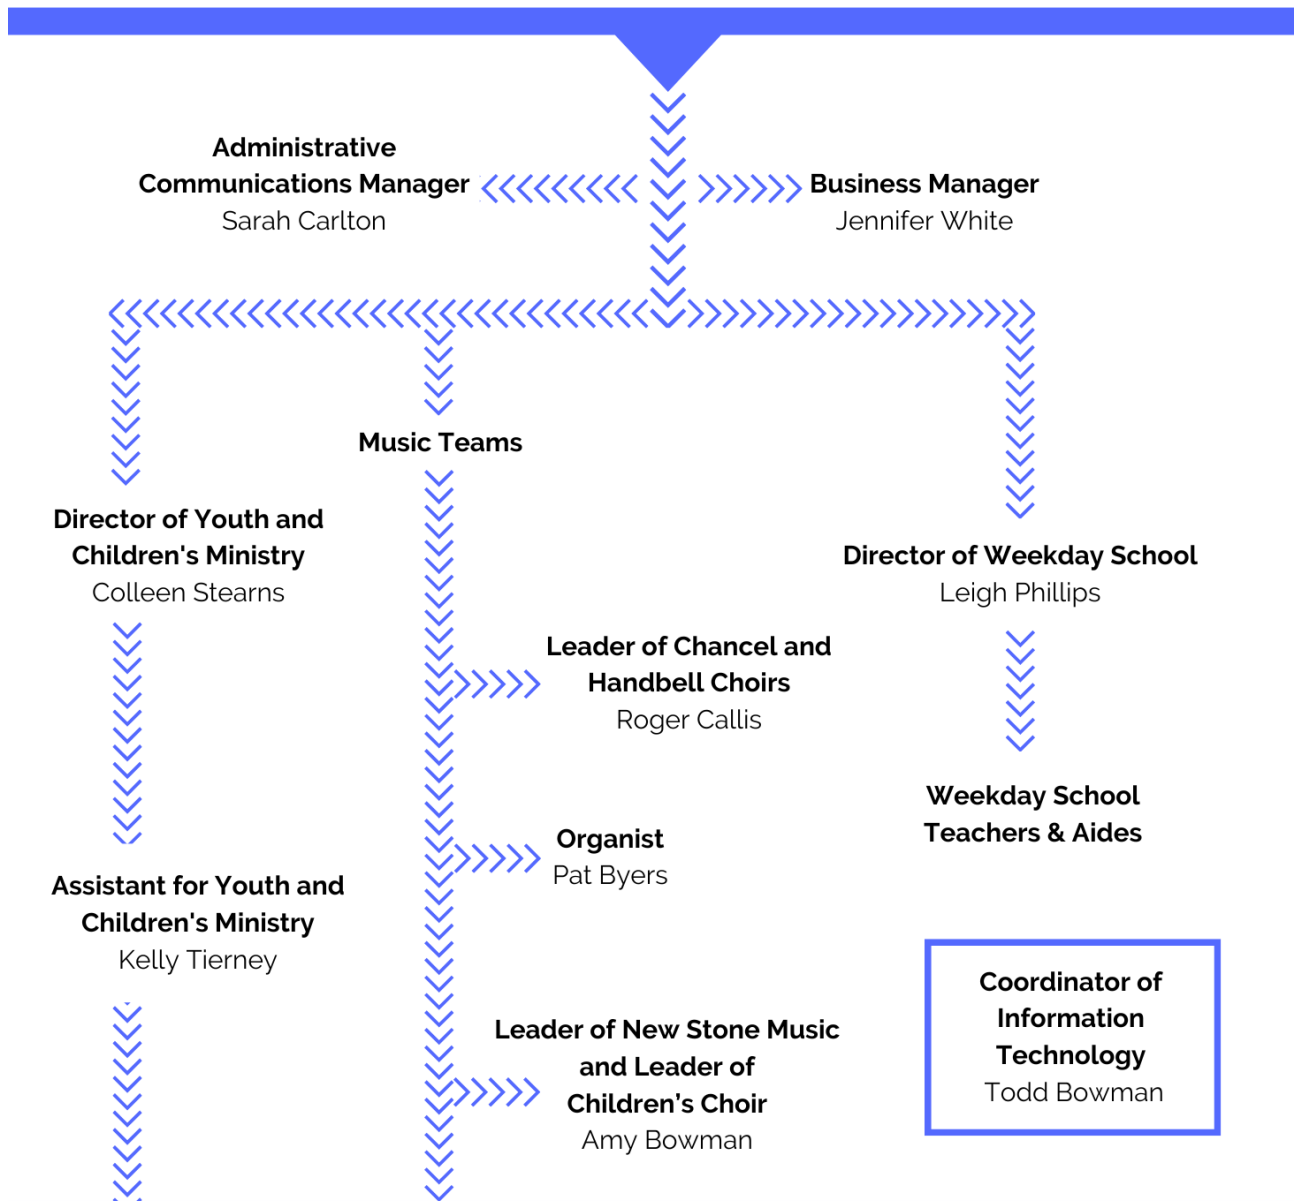 Administrative
Communications Manager
Sarah Carlton
Business Manager
Jennifer White
Music Teams
Director of Youth and
Children's Ministry
Colleen Stearns
Director of Weekday School
Leigh Phillips
Leader of Chancel and
Handbell Choirs
Roger Callis
Weekday School
Teachers & Aides
Organist
Pat Byers
Assistant for Youth and
Children's Ministry
Kelly Tierney
Coordinator of
Information
Technology
Todd Bowman
Leader of New Stone Music
and Leader of
Children’s Choir
Amy Bowman